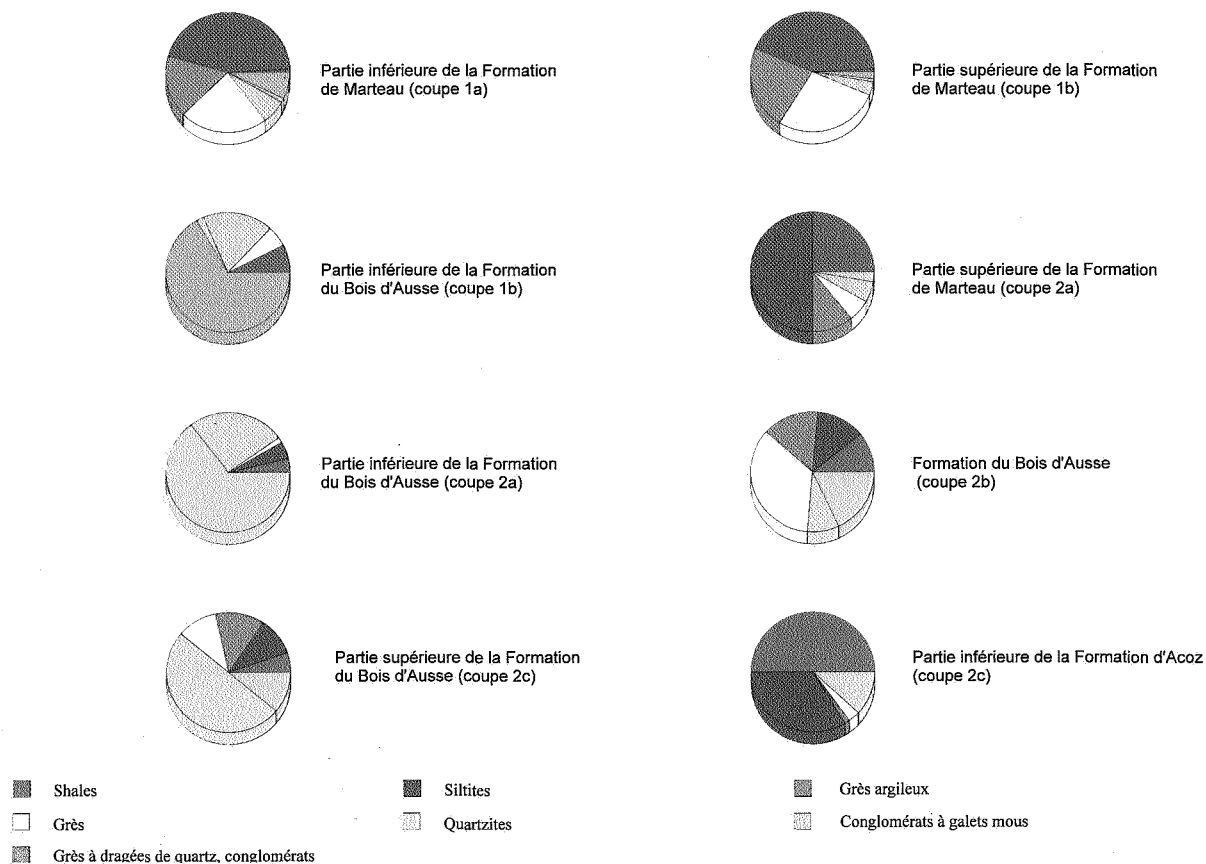 Partie inférieure de la Formation
de Marteau (coupe 1a)
Partie supérieure de la Formation
de Marteau (coupe 1b)
Partie inférieure de la Formation
du Bois d'Ausse (coupe 1b)
Partie supérieure de la Formation
de Marteau (coupe 2a)
Partie inférieure de la Formation
du Bois d'Ausse (coupe 2a)
Formation du Bois d'Ausse
(coupe 2b)
Partie supérieure de la Formation
du Bois d'Ausse (coupe 2c)
Partie inférieure de la Formation d'Acoz
(coupe 2c)
Shales
Siltites
Grès argileux
Grès
Quartzites
Conglomérats à galets mous
Grès à dragées de quartz, conglomérats